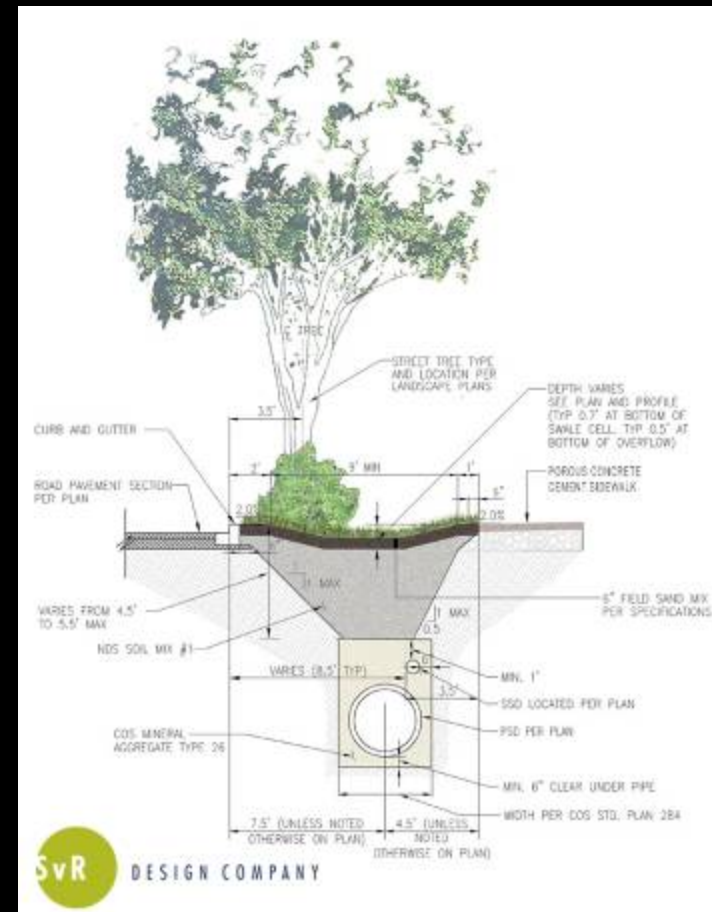 TREE
STREET TREE TYPE
AND LOCATION PER
LANDSCAPE PLANS
DEPTH VARIES
SEE PLAN AND PROFILE
(TYP 0.7' AT BOTTOM OF
SWALE CELL. TYP 0.5' AT
BOTTOM OF OVERFLOW)
3.5'
CURB AND GUTTER
2'
9' MIN
1'
POROUS CONCRETE
CEMENT SIDEWALK
ROAD PAVEMENT SECTION
PER PLAN
6"
2.0%
2.0%
1 MAX
6" FIELD SAND MIX
PER SPECIFICATIONS
VARIES FROM 4.5'
TO 5.5' MAX
1 MAX
0.5
NDS SOIL MIX #1
VARIES (8.5' TYP)
6"
MIN. 1'
3.5'
SSD LOCATED PER PLAN
PSD PER PLAN
COS MINERAL
AGGREGATE TYPE 26
MIN. 6" CLEAR UNDER PIPE
WIDTH PER COS STD. PLAN 284
7.5' (UNLESS NOTED
OTHERWISE ON PLAN)
4.5' (UNLESS
NOTED
OTHERWISE ON PLAN)
SvR DESIGN COMPANY